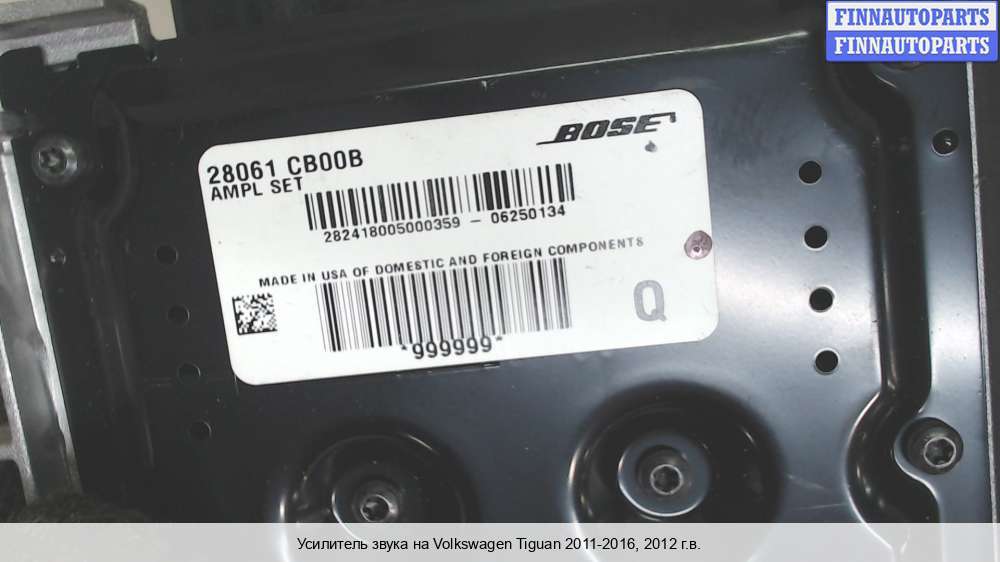 FINNAUTOPARTS
FINNAUTOPARTS
BOSE
28061 CB00B
AMPL SET
282418005000359 - 06250134
MADE IN USA OF DOMESTIC AND FOREIGN COMPONENTS
Q
*999999*
Усилитель звука на Volkswagen Tiguan 2011-2016, 2012 г.в.